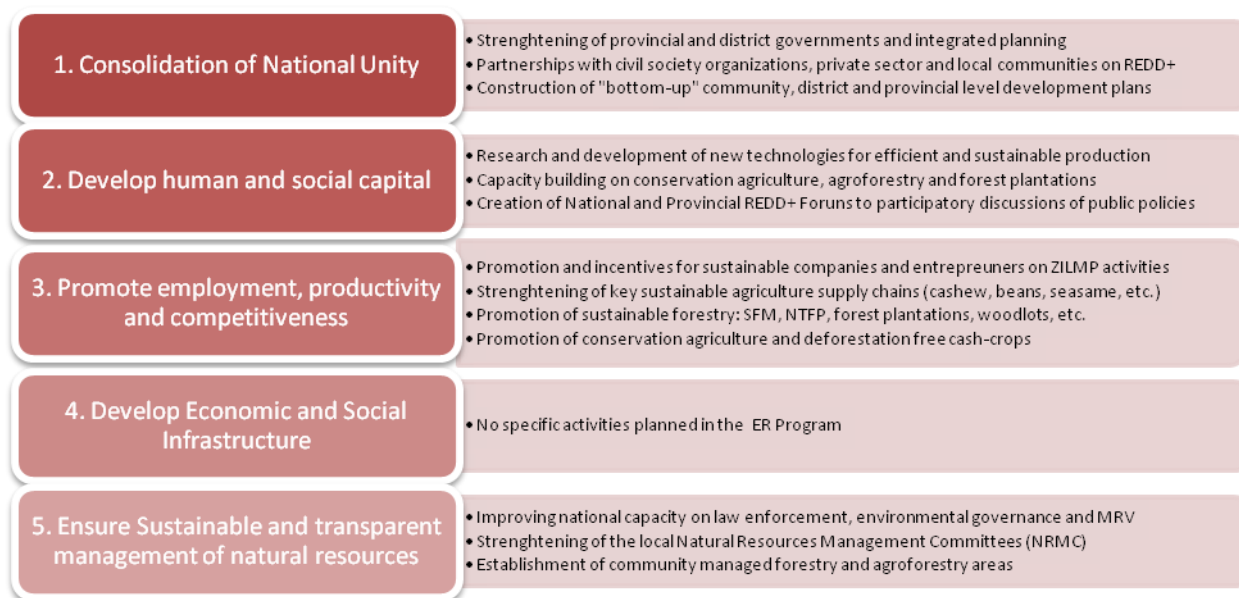 1. Consolidation of National Unity
• Strenghtening of provincial and district governments and integrated planning
• Partnerships with civil society organizations, private sector and local communities on REDD+
• Construction of "bottom-up" community, district and provincial level development plans
2. Develop human and social capital
• Research and development of new technologies for efficient and sustainable production
• Capacity building on conservation agriculture, agroforestry and forest plantations
• Creation of National and Provincial REDD+ Foruns to participatory discussions of public policies
3. Promote employment, productivity
and competitiveness
• Promotion and incentives for sustainable companies and entrepreuners on ZILMP activities
• Strenghtening of key sustainable agriculture supply chains (cashew, beans, seasame, etc.)
• Promotion of sustainable forestry: SFM, NTFP, forest plantations, woodlots, etc.
• Promotion of conservation agriculture and deforestation free cash-crops
4. Develop Economic and Social
Infrastructure
• No specific activities planned in the ER Program
5. Ensure Sustainable and transparent
management of natural resources
• Improving national capacity on law enforcement, environmental governance and MRV
• Strenghtening of the local Natural Resources Management Committees (NRMC)
• Establishment of community managed forestry and agroforestry areas